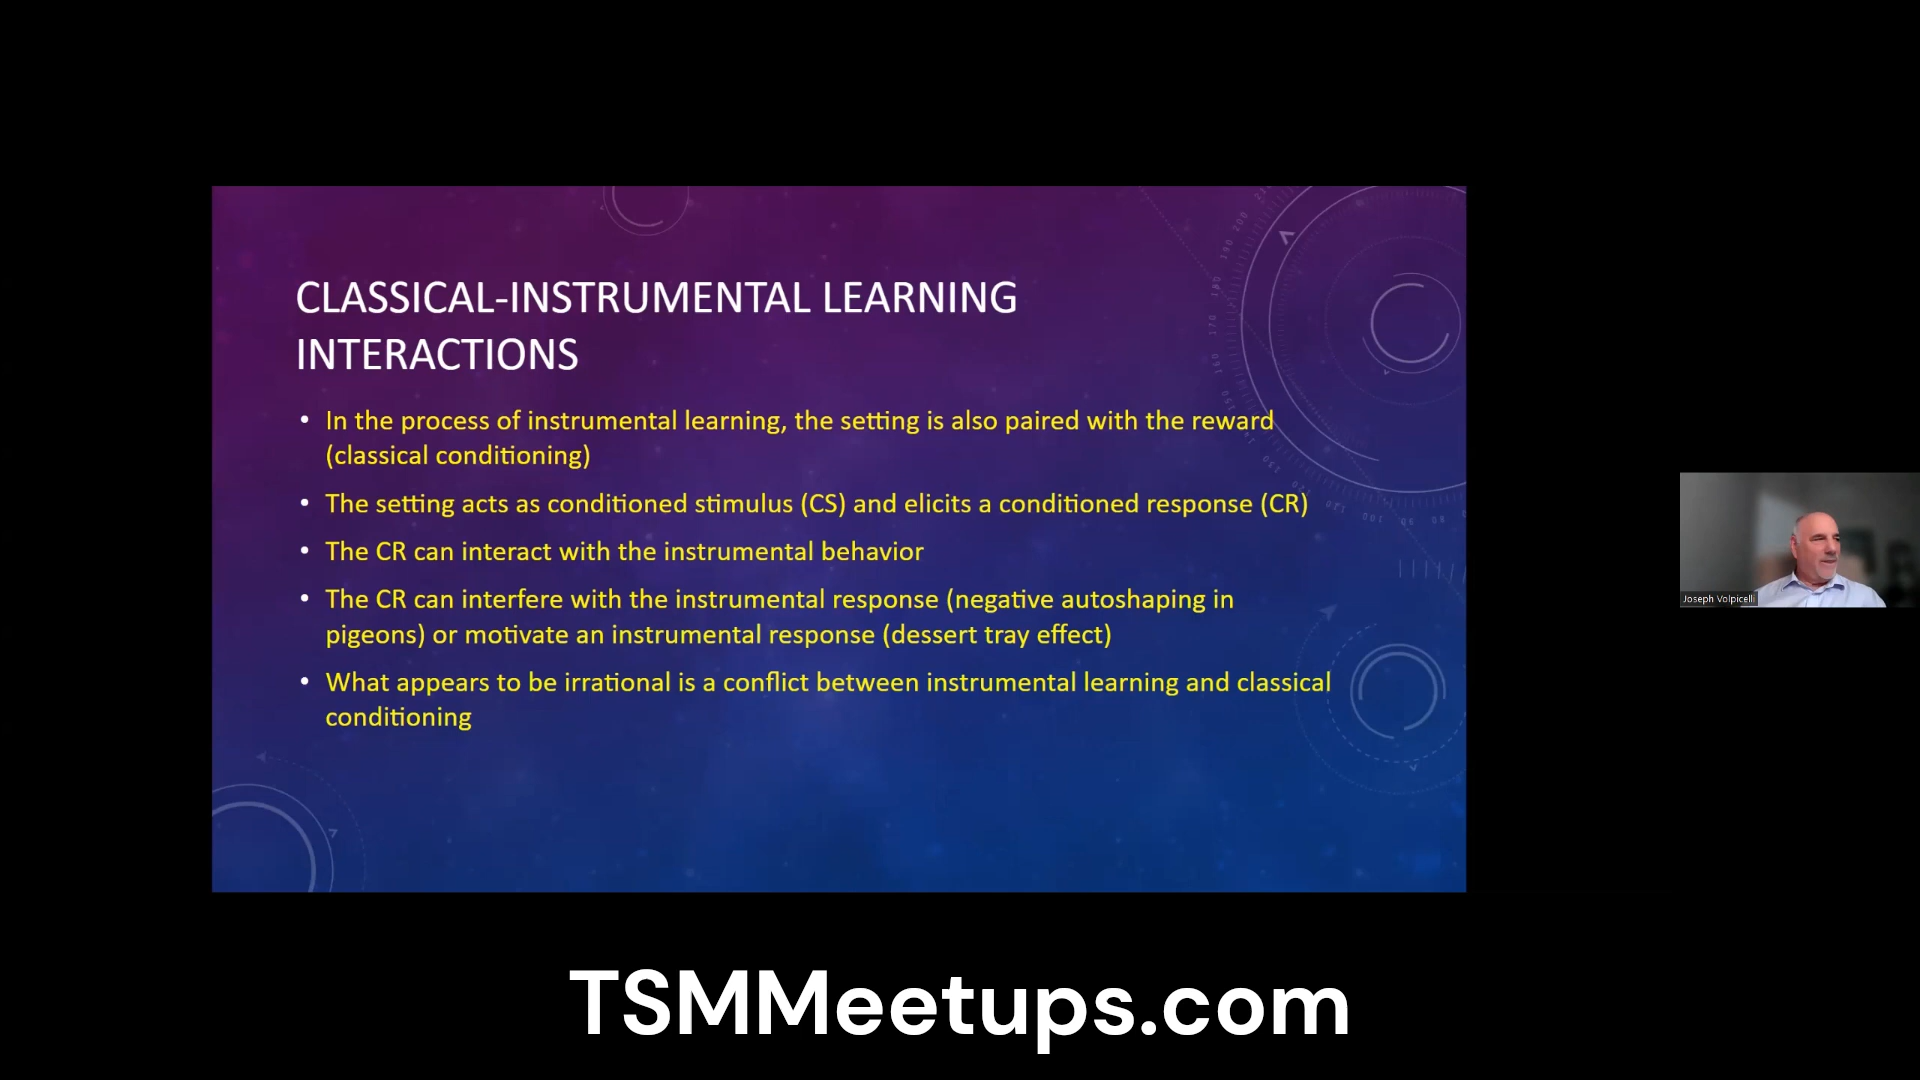 CLASSICAL-INSTRUMENTAL LEARNING
INTERACTIONS
• In the process of instrumental learning, the setting is also paired with the reward
(classical conditioning)
• The setting acts as conditioned stimulus (CS) and elicits a conditioned response (CR)
• The CR can interact with the instrumental behavior
• The CR can interfere with the instrumental response (negative autoshaping in
pigeons) or motivate an instrumental response (dessert tray effect)
• What appears to be irrational is a conflict between instrumental learning and classical
conditioning
Joseph Volpicelli
TSMMeetups.com